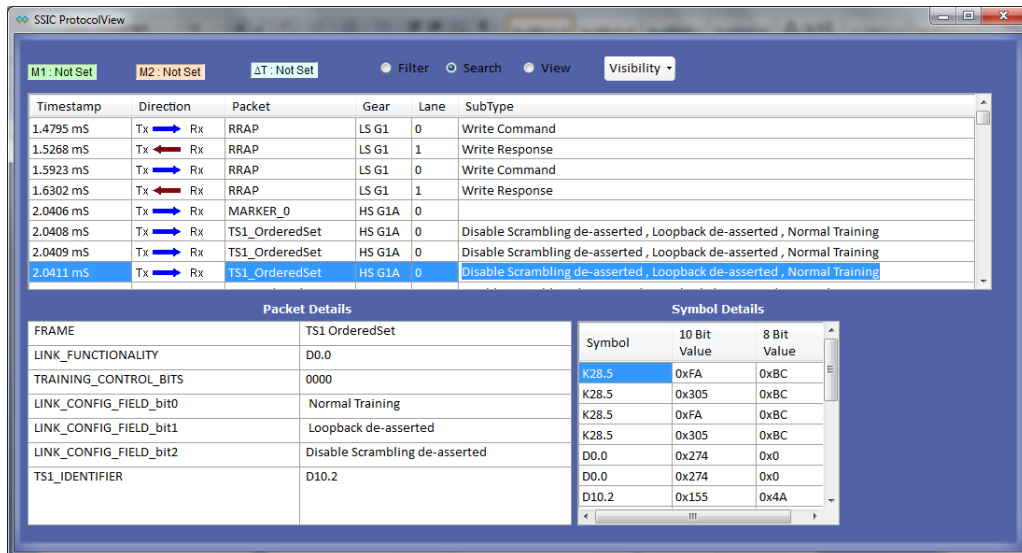 SSIC ProtocolView
M1 : Not Set M2 : Not Set ΔT : Not Set Filter Search View Visibility
Timestamp Direction Packet Gear Lane SubType
1.4795 mS Tx Rx RRAP LS G1 0 Write Command
1.5268 mS Tx Rx RRAP LS G1 1 Write Response
1.5923 mS Tx Rx RRAP LS G1 0 Write Command
1.6302 mS Tx Rx RRAP LS G1 1 Write Response
2.0406 mS Tx Rx MARKER_0 HS G1A 0
2.0408 mS Tx Rx TS1_OrderedSet HS G1A 0 Disable Scrambling de-asserted , Loopback de-asserted , Normal Training
2.0409 mS Tx Rx TS1_OrderedSet HS G1A 0 Disable Scrambling de-asserted , Loopback de-asserted , Normal Training
2.0411 mS Tx Rx TS1_OrderedSet HS G1A 0 Disable Scrambling de-asserted , Loopback de-asserted , Normal Training
Packet Details
FRAME TS1 OrderedSet
LINK_FUNCTIONALITY D0.0
TRAINING_CONTROL_BITS 0000
LINK_CONFIG_FIELD_bit0 Normal Training
LINK_CONFIG_FIELD_bit1 Loopback de-asserted
LINK_CONFIG_FIELD_bit2 Disable Scrambling de-asserted
TS1_IDENTIFIER D10.2
Symbol Details
Symbol 10 Bit Value 8 Bit Value
K28.5 0xFA 0xBC
K28.5 0x305 0xBC
K28.5 0xFA 0xBC
K28.5 0x305 0xBC
D0.0 0x274 0x0
D0.0 0x274 0x0
D10.2 0x155 0x4A